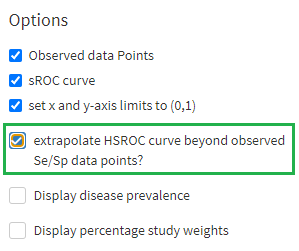 Options
Observed data Points
sROC curve
set x and y-axis limits to (0,1)
extrapolate HSROC curve beyond observed
Se/Sp data points?
Display disease prevalence
Display percentage study weights